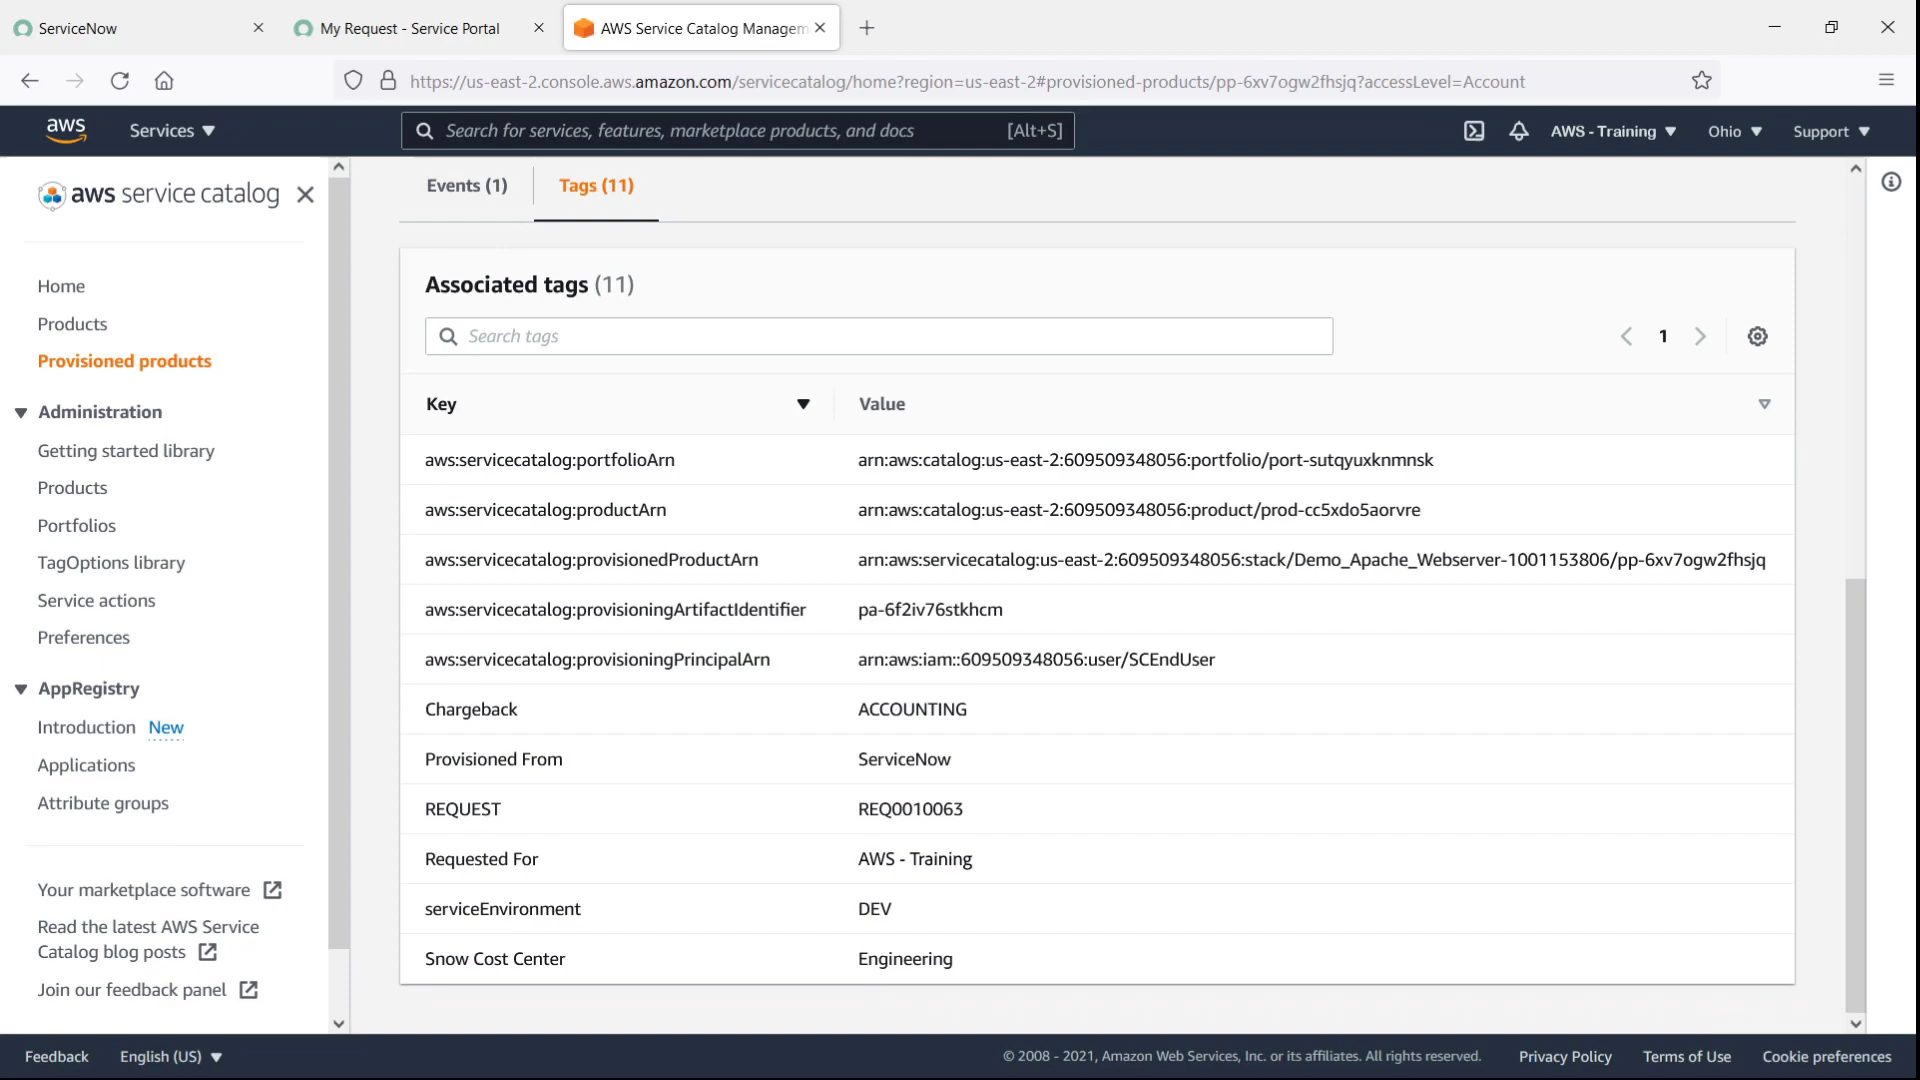 ServiceNow
My Request - Service Portal
AWS Service Catalog Managem
https://us-east-2.console.aws.amazon.com/servicecatalog/home?region=us-east-2#provisioned-products/pp-6xv7ogw2fhsjq?accessLevel=Account
aws
Services
Search for services, features, marketplace products, and docs [Alt+S]
AWS - Training
Ohio
Support
aws service catalog
Home
Products
Provisioned products
Administration
Getting started library
Products
Portfolios
TagOptions library
Service actions
Preferences
AppRegistry
Introduction New
Applications
Attribute groups
Your marketplace software
Read the latest AWS Service
Catalog blog posts
Join our feedback panel
Events (1)
Tags (11)
Associated tags (11)
Search tags
1
Key Value
aws:servicecatalog:portfolioArn arn:aws:catalog:us-east-2:609509348056:portfolio/port-sutqyuxknmnsk
aws:servicecatalog:productArn arn:aws:catalog:us-east-2:609509348056:product/prod-cc5xdo5aorvre
aws:servicecatalog:provisionedProductArn arn:aws:servicecatalog:us-east-2:609509348056:stack/Demo_Apache_Webserver-1001153806/pp-6xv7ogw2fhsjq
aws:servicecatalog:provisioningArtifactIdentifier pa-6f2iv76stkhcm
aws:servicecatalog:provisioningPrincipalArn arn:aws:iam::609509348056:user/SCEndUser
Chargeback ACCOUNTING
Provisioned From ServiceNow
REQUEST REQ0010063
Requested For AWS - Training
serviceEnvironment DEV
Snow Cost Center Engineering
Feedback
English (US)
© 2008 - 2021, Amazon Web Services, Inc. or its affiliates. All rights reserved.
Privacy Policy
Terms of Use
Cookie preferences